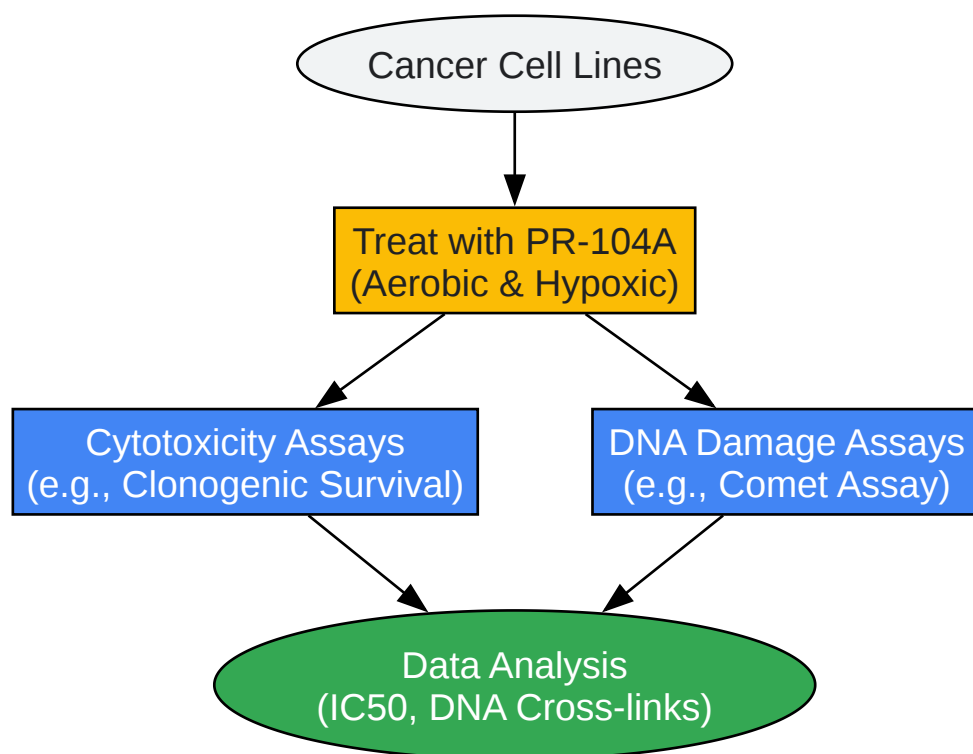 Cancer Cell Lines
Treat with PR-104A
(Aerobic & Hypoxic)
Cytotoxicity Assays
(e.g., Clonogenic Survival)
DNA Damage Assays
(e.g., Comet Assay)
Data Analysis
(IC50, DNA Cross-links)